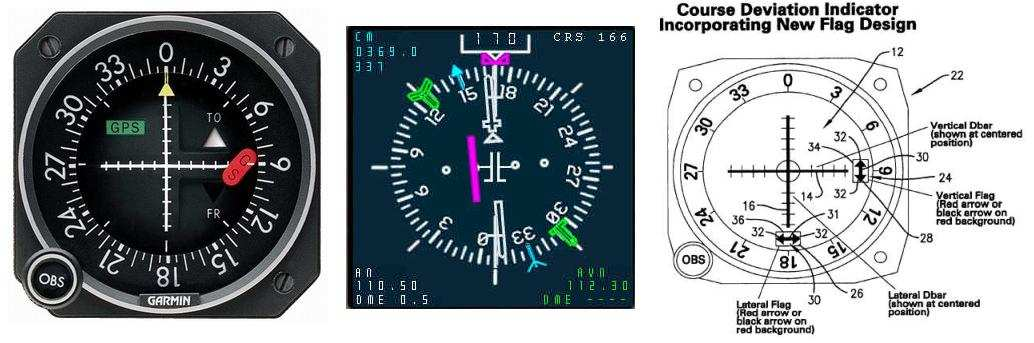 0
3
6
9
12
15
18
21
24
27
30
33
GPS
TO
FR
OBS
GARMIN
CM
0369.0
337
170
CRS 166
15
18
21
24
27
30
33
0
3
6
9
12
AN
110.50
DME 0.5
AVN
112.30
DME ----
Course Deviation Indicator
Incorporating New Flag Design
12
22
0
3
6
9
12
15
18
21
24
27
30
33
OBS
Vertical Dbar
(shown at centered
position)
32
34
30
24
32
14
Vertical Flag
(Red arrow or
black arrow on
red background)
16
36
31
32
32
28
30
26
Lateral Flag
(Red arrow or
black arrow on
red background)
Lateral Dbar
(shown at centered
position)